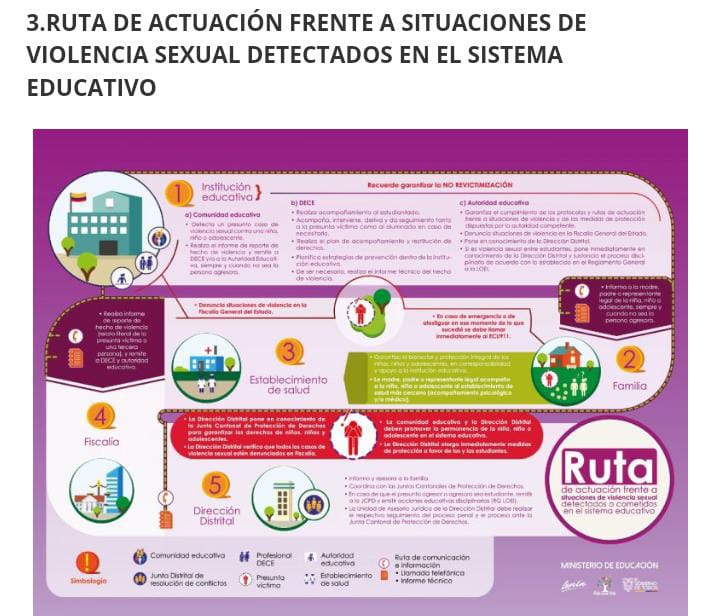 3.RUTA DE ACTUACIÓN FRENTE A SITUACIONES DE
VIOLENCIA SEXUAL DETECTADOS EN EL SISTEMA
EDUCATIVO
1
Institución
educativa
Recuerde garantizar la NO REVICTIMIZACIÓN
a) Comunidad educativa
• Detecta un presunto caso de
violencia sexual contra una niña,
niño o adolescente.
• Realiza el informe de reporte de
hecho de violencia y remite a
DECE y/o a la Autoridad Educati-
va, siempre y cuando no sea la
persona agresora.
b) DECE
• Realiza acompañamiento al estudiantado.
• Acompaña, interviene, deriva y da seguimiento tanto
a la presunta víctima como al alumnado en caso de
necesitarlo.
• Realiza el plan de acompañamiento y restitución de
derechos.
• Planifica estrategias de prevención dentro de la institu-
ción educativa.
• De ser necesario, realiza el informe técnico del hecho
de violencia.
c) Autoridad educativa
• Garantiza el cumplimiento de los protocolos y rutas de actuación
frente a situaciones de violencia y de las medidas de protección
dispuestas por la autoridad competente.
• Denuncia situaciones de violencia en la Fiscalía General del Estado.
• Pone en conocimiento de la Dirección Distrital.
• Si es violencia sexual entre estudiantes, pone inmediatamente en
conocimiento de la Dirección Distrital y sustancia el proceso disci-
plinario de acuerdo con lo establecido en el Reglamento General
a la LOEI.
• Realiza informe
de reporte de
hecho de violencia
(relato literal de la
presunta víctima o
una tercera
persona), y remite
a DECE y autoridad
educativa.
• Denuncia situaciones de violencia en la
Fiscalía General del Estado.
• En caso de emergencia o de
atestiguar en ese momento de lo que
sucedió se debe llamar
inmediatamente al ECU911.
• Informa a la madre,
padre o representante
legal de la niña, niño o
adolescente, siempre y
cuando no sea la
persona agresora.
3
Establecimiento
de salud
• Garantiza el bienestar y protección integral de los
niños, niñas y adolescentes, en corresponsabilidad
y apoyo a la institución educativa.
• La madre, padre o representante legal acompaña
a la niña, niño o adolescente al establecimiento de
salud más cercano (acompañamiento psicológico
y/o médico).
2
Familia
4
Fiscalía
• La Dirección Distrital pone en conocimiento de
la Junta Cantonal de Protección de Derechos
para garantizar los derechos de niñas, niños y
adolescentes.
• La Dirección Distrital verifica que todos los casos de
violencia sexual estén denunciados en Fiscalía.
• La comunidad educativa y la Dirección Distrital
deben promover la permanencia de la niña, niño o
adolescente en el sistema educativo.
• La Dirección Distrital otorga inmediatamente medidas
de protección a favor de las y los estudiantes.
5
Dirección
Distrital
• Informa y asesora a la familia.
• Coordina con las Juntas Cantonales de Protección de Derechos.
• En caso de que el presunto agresor o agresora sea estudiante, remite
a la JCPD y emite acciones educativas disciplinarias (RG LOEI).
• La Unidad de Asesoría Jurídica de la Dirección Distrital debe realizar
el respectivo seguimiento del proceso penal y el proceso ante la
Junta Cantonal de Protección de Derechos.
Ruta
de actuación frente a
situaciones de violencia sexual
detectados o cometidos
en el sistema educativo
Simbología
Comunidad educativa
Junta Distrital de
resolución de conflictos
Profesional
DECE
Presunta
víctima
Autoridad
educativa
Establecimiento
de salud
Ruta de comunicación
e información
• Llamada telefónica
• Informe técnico
MINISTERIO DE EDUCACIÓN
Lenín
EL
GOBIERNO
DE TODOS